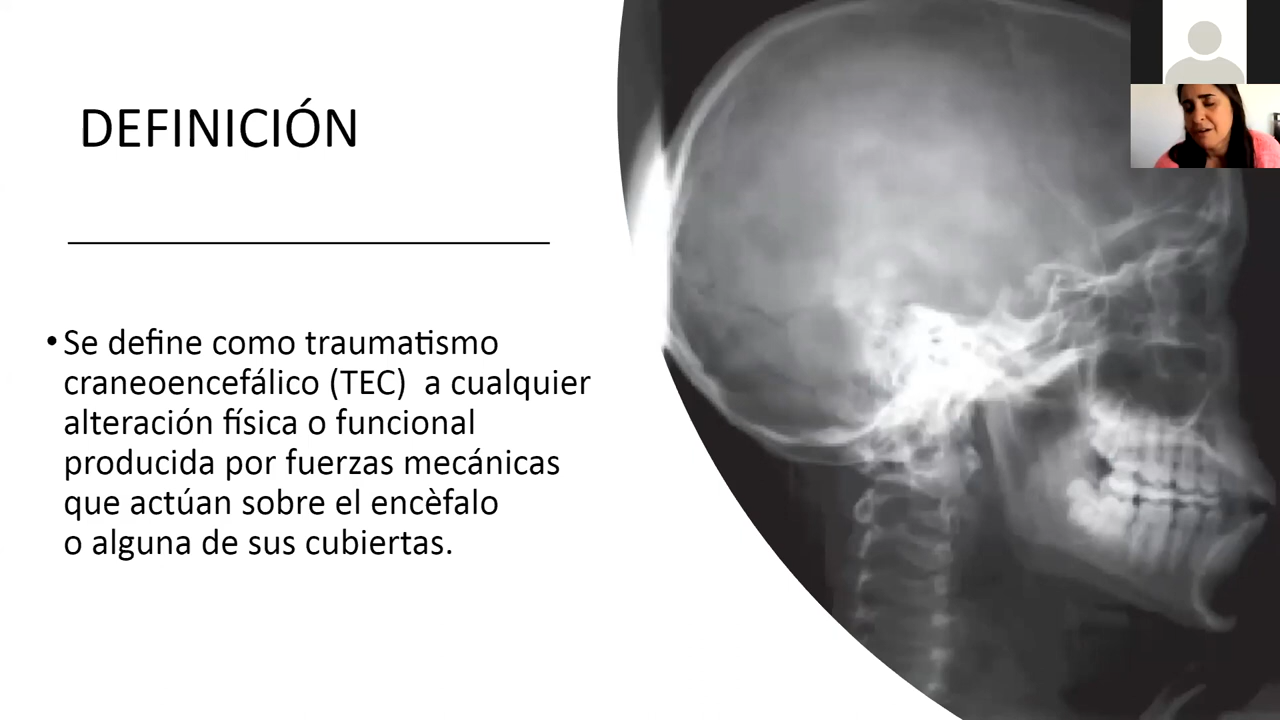 DEFINICIÓN
• Se define como traumatismo
craneoencefálico (TEC) a cualquier
alteración física o funcional
producida por fuerzas mecánicas
que actúan sobre el encèfalo
o alguna de sus cubiertas.